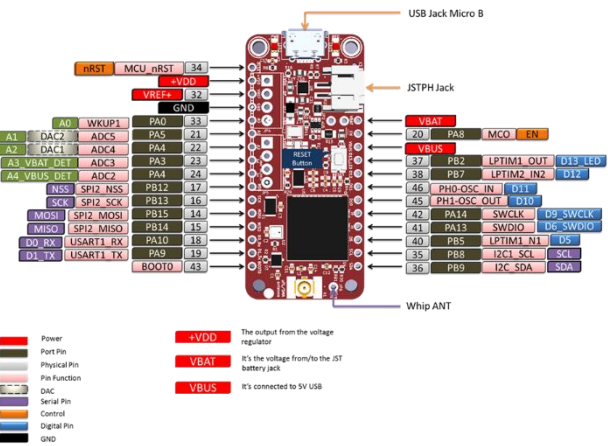 USB Jack Micro B
JSTPH Jack
nRST MCU_nRST 34
+VDD
VREF+ 32
GND
A0 WKUP1 PA0 33
A1 DAC2 ADC5 PA5 21
A2 DAC1 ADC4 PA4 22
A3_VBAT_DET ADC3 PA3 23
A4_VBUS_DET ADC2 PA4 24
NSS SPI2_NSS PB12 17
SCK SPI2_SCK PB13 16
MOSI SPI2_MOSI PB15 14
MISO SPI2_MISO PB14 15
D0_RX USART1_RX PA10 18
D1_TX USART1_TX PA9 19
BOOT0 43
RESET
Button
VBAT
20 PA8 MCO EN
VBUS
37 PB2 LPTIM1_OUT D13_LED
38 PB7 LPTIM2_IN2 D12
46 PH0-OSC_IN D11
45 PH1-OSC_OUT D10
42 PA14 SWCLK D9_SWCLK
41 PA13 SWDIO D6_SWDIO
40 PB5 LPTIM1_N1 D5
35 PB8 I2C1_SCL SCL
36 PB9 I2C_SDA SDA
Whip ANT
Power
Port Pin
Physical Pin
Pin Function
DAC
Serial Pin
Control
Digital Pin
GND
+VDD The output from the voltage
regulator
VBAT It's the voltage from/to the JST
battery jack
VBUS It's connected to 5V USB